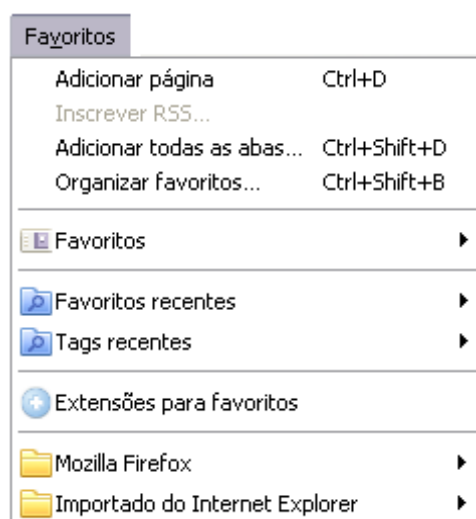 Favoritos
Adicionar página Ctrl+D
Inscrever RSS...
Adicionar todas as abas... Ctrl+Shift+D
Organizar favoritos... Ctrl+Shift+B
Favoritos
Favoritos recentes
Tags recentes
Extensões para favoritos
Mozilla Firefox
Importado do Internet Explorer